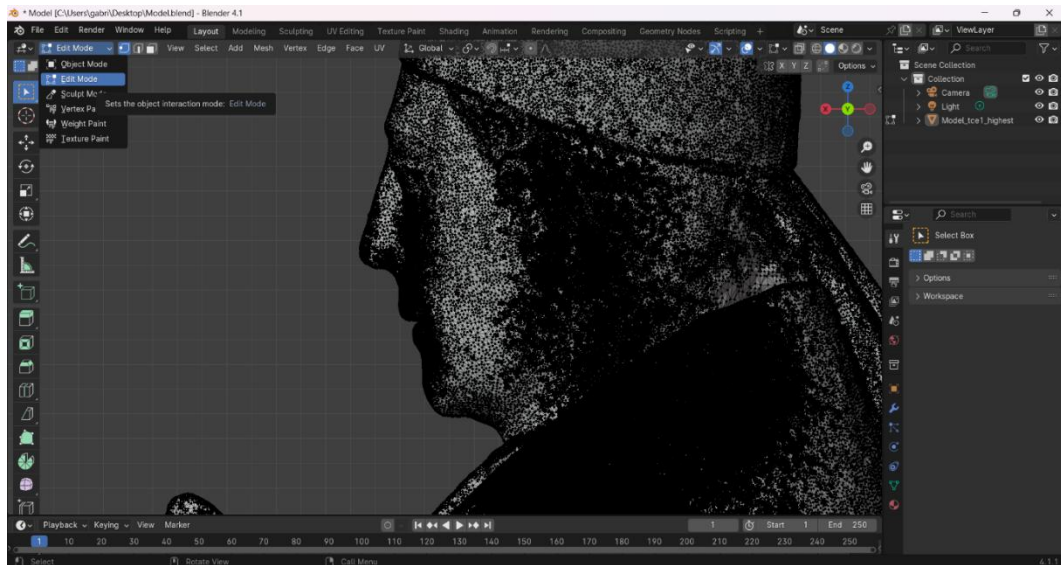 * Model [C:\Users\gabri\Desktop\Model.blend] - Blender 4.1
File Edit Render Window Help Layout Modeling Sculpting UV Editing Texture Paint Shading Animation Rendering Compositing Geometry Nodes Scripting + Scene ViewLayer
Edit Mode View Select Add Mesh Vertex Edge Face UV Global
X Y Z Options
Object Mode
Edit Mode
Sculpt Mo
Vertex Pa
Sets the object interaction mode: Edit Mode
Weight Paint
Texture Paint
Z
X Y
Search
Scene Collection
Collection
Camera
Light
Model_tce1_highest
Search
Select Box
Options
Workspace
Playback Keying View Marker 1 Start 1 End 250
1 10 20 30 40 50 60 70 80 90 100 110 120 130 140 150 160 170 180 190 200 210 220 230 240 250
Select Rotate View Call Menu 4.1.1